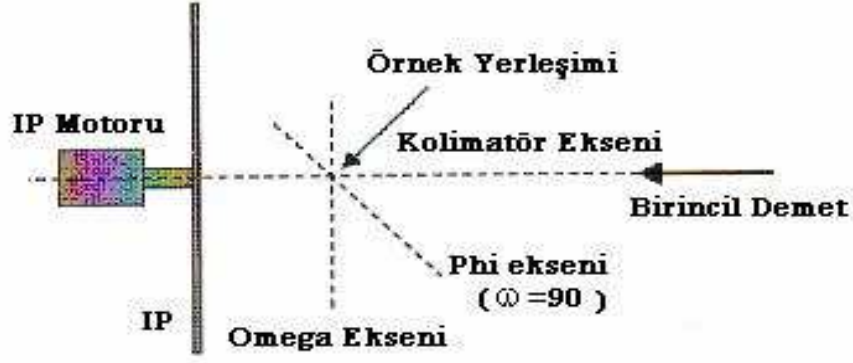 Örnek Yerleşimi
IP Motoru
Kolimatör Ekseni
Birincil Demet
Phi ekseni
( ω =90 )
IP
Omega Ekseni